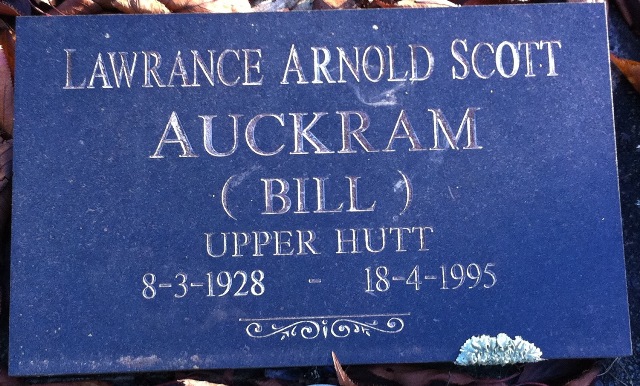 Lawrance Arnold Scott
Auckram
( Bill )
Upper Hutt
8-3-1928 - 18-4-1995